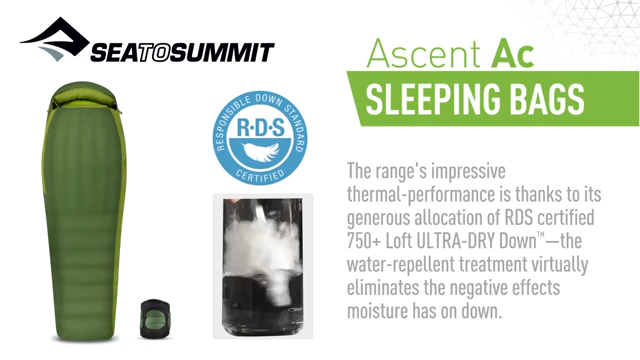 SEATOSUMMIT
Ascent Ac
SLEEPING BAGS
RESPONSIBLE DOWN STANDARD
R·D·S
CERTIFIED
The range's impressive
thermal-performance is thanks to its
generous allocation of RDS certified
750+ Loft ULTRA-DRY Down™—the
water-repellent treatment virtually
eliminates the negative effects
moisture has on down.